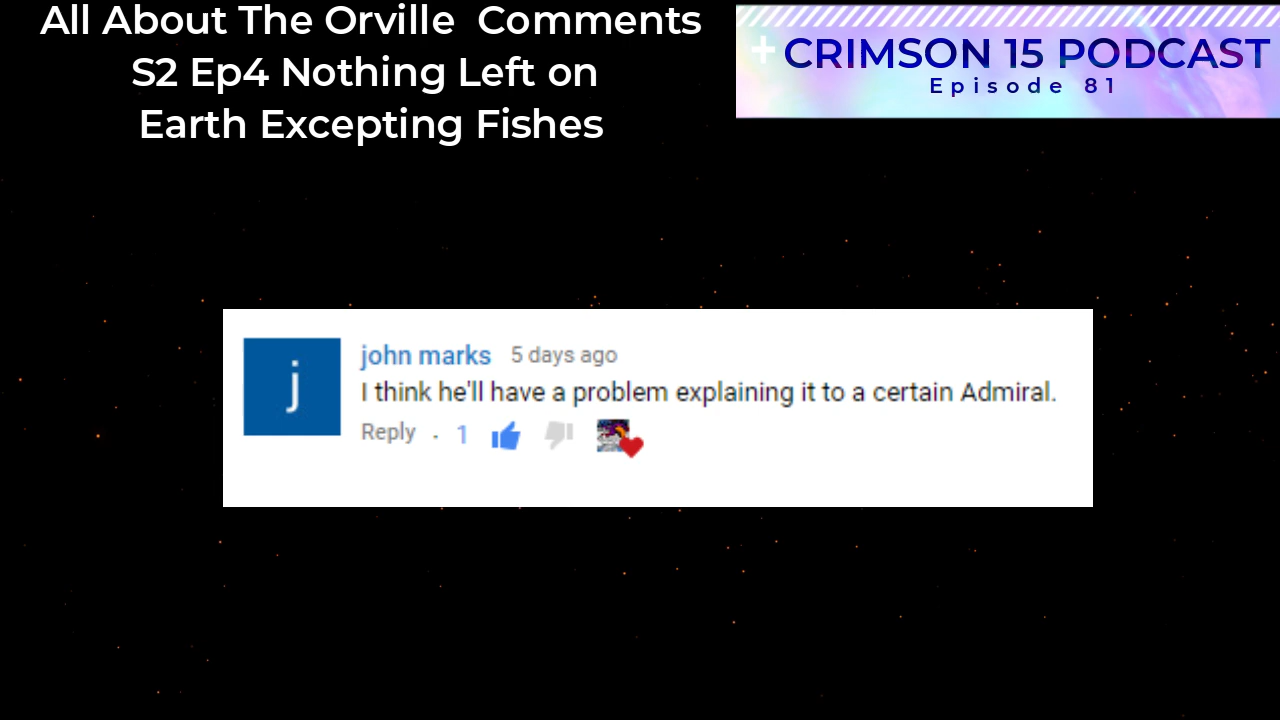 All About The Orville Comments
S2 Ep4 Nothing Left on
Earth Excepting Fishes
+ CRIMSON 15 PODCAST
Episode 81
j
john marks 5 days ago
I think he'll have a problem explaining it to a certain Admiral.
Reply . 1